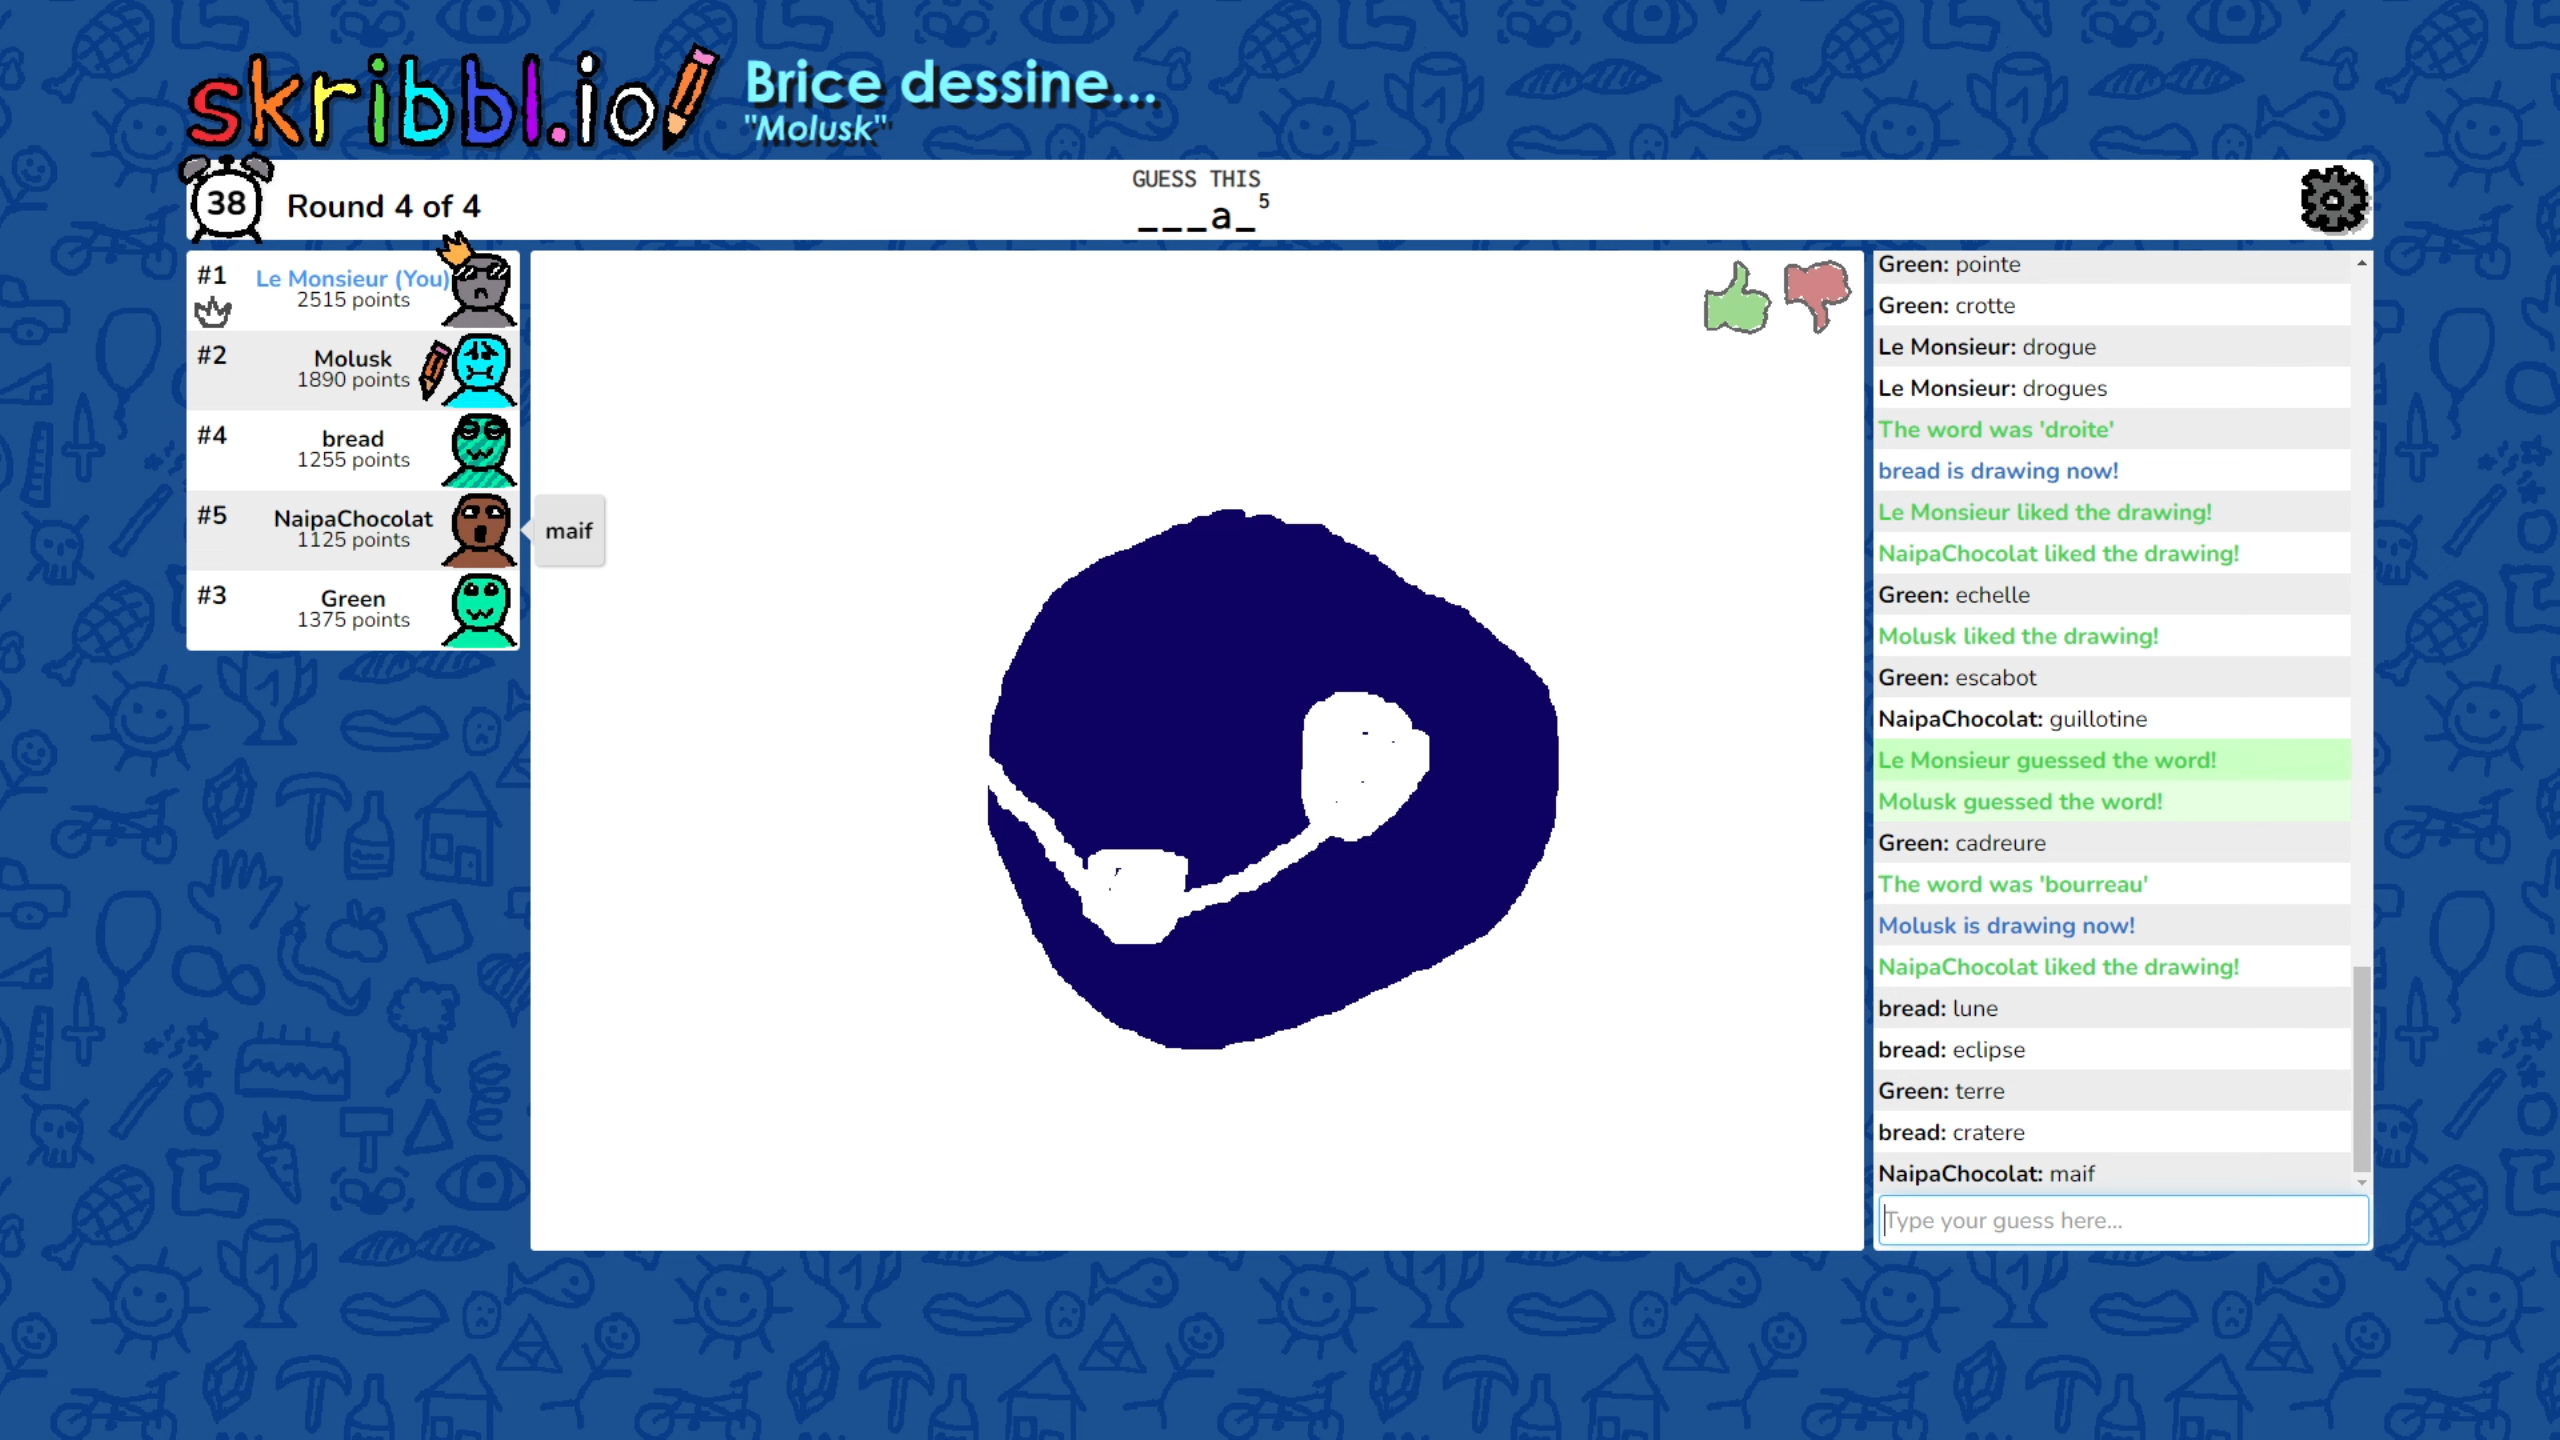 skribbl.io
Brice dessine...
"Molusk"
38
Round 4 of 4
GUESS THIS
___a_ 5
#1
Le Monsieur (You)
2515 points
#2
Molusk
1890 points
#4
bread
1255 points
#5
NaipaChocolat
1125 points
maif
#3
Green
1375 points
Green: pointe
Green: crotte
Le Monsieur: drogue
Le Monsieur: drogues
The word was 'droite'
bread is drawing now!
Le Monsieur liked the drawing!
NaipaChocolat liked the drawing!
Green: echelle
Molusk liked the drawing!
Green: escabot
NaipaChocolat: guillotine
Le Monsieur guessed the word!
Molusk guessed the word!
Green: cadreure
The word was 'bourreau'
Molusk is drawing now!
NaipaChocolat liked the drawing!
bread: lune
bread: eclipse
Green: terre
bread: cratere
NaipaChocolat: maif
Type your guess here...